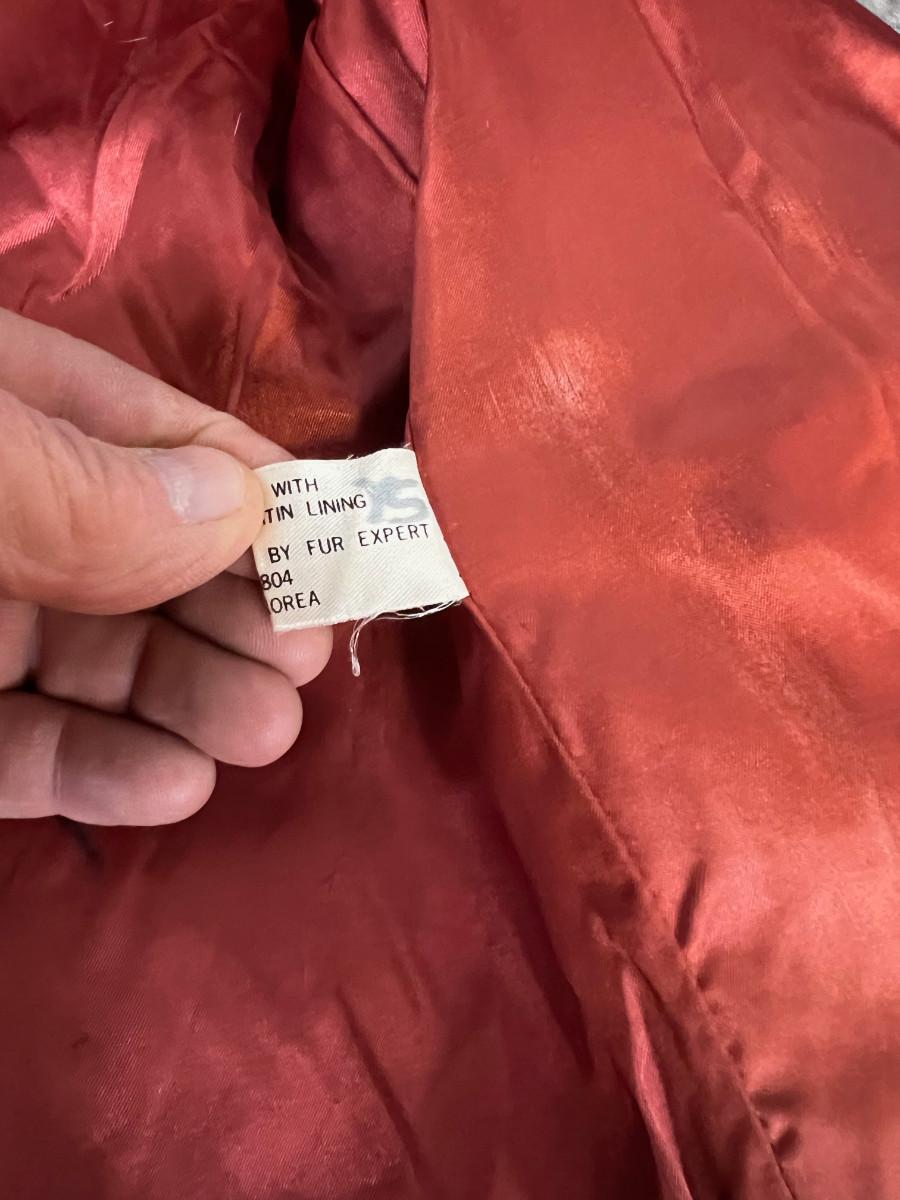 WITH
TIN LINING
BY FUR EXPERT
804
OREA